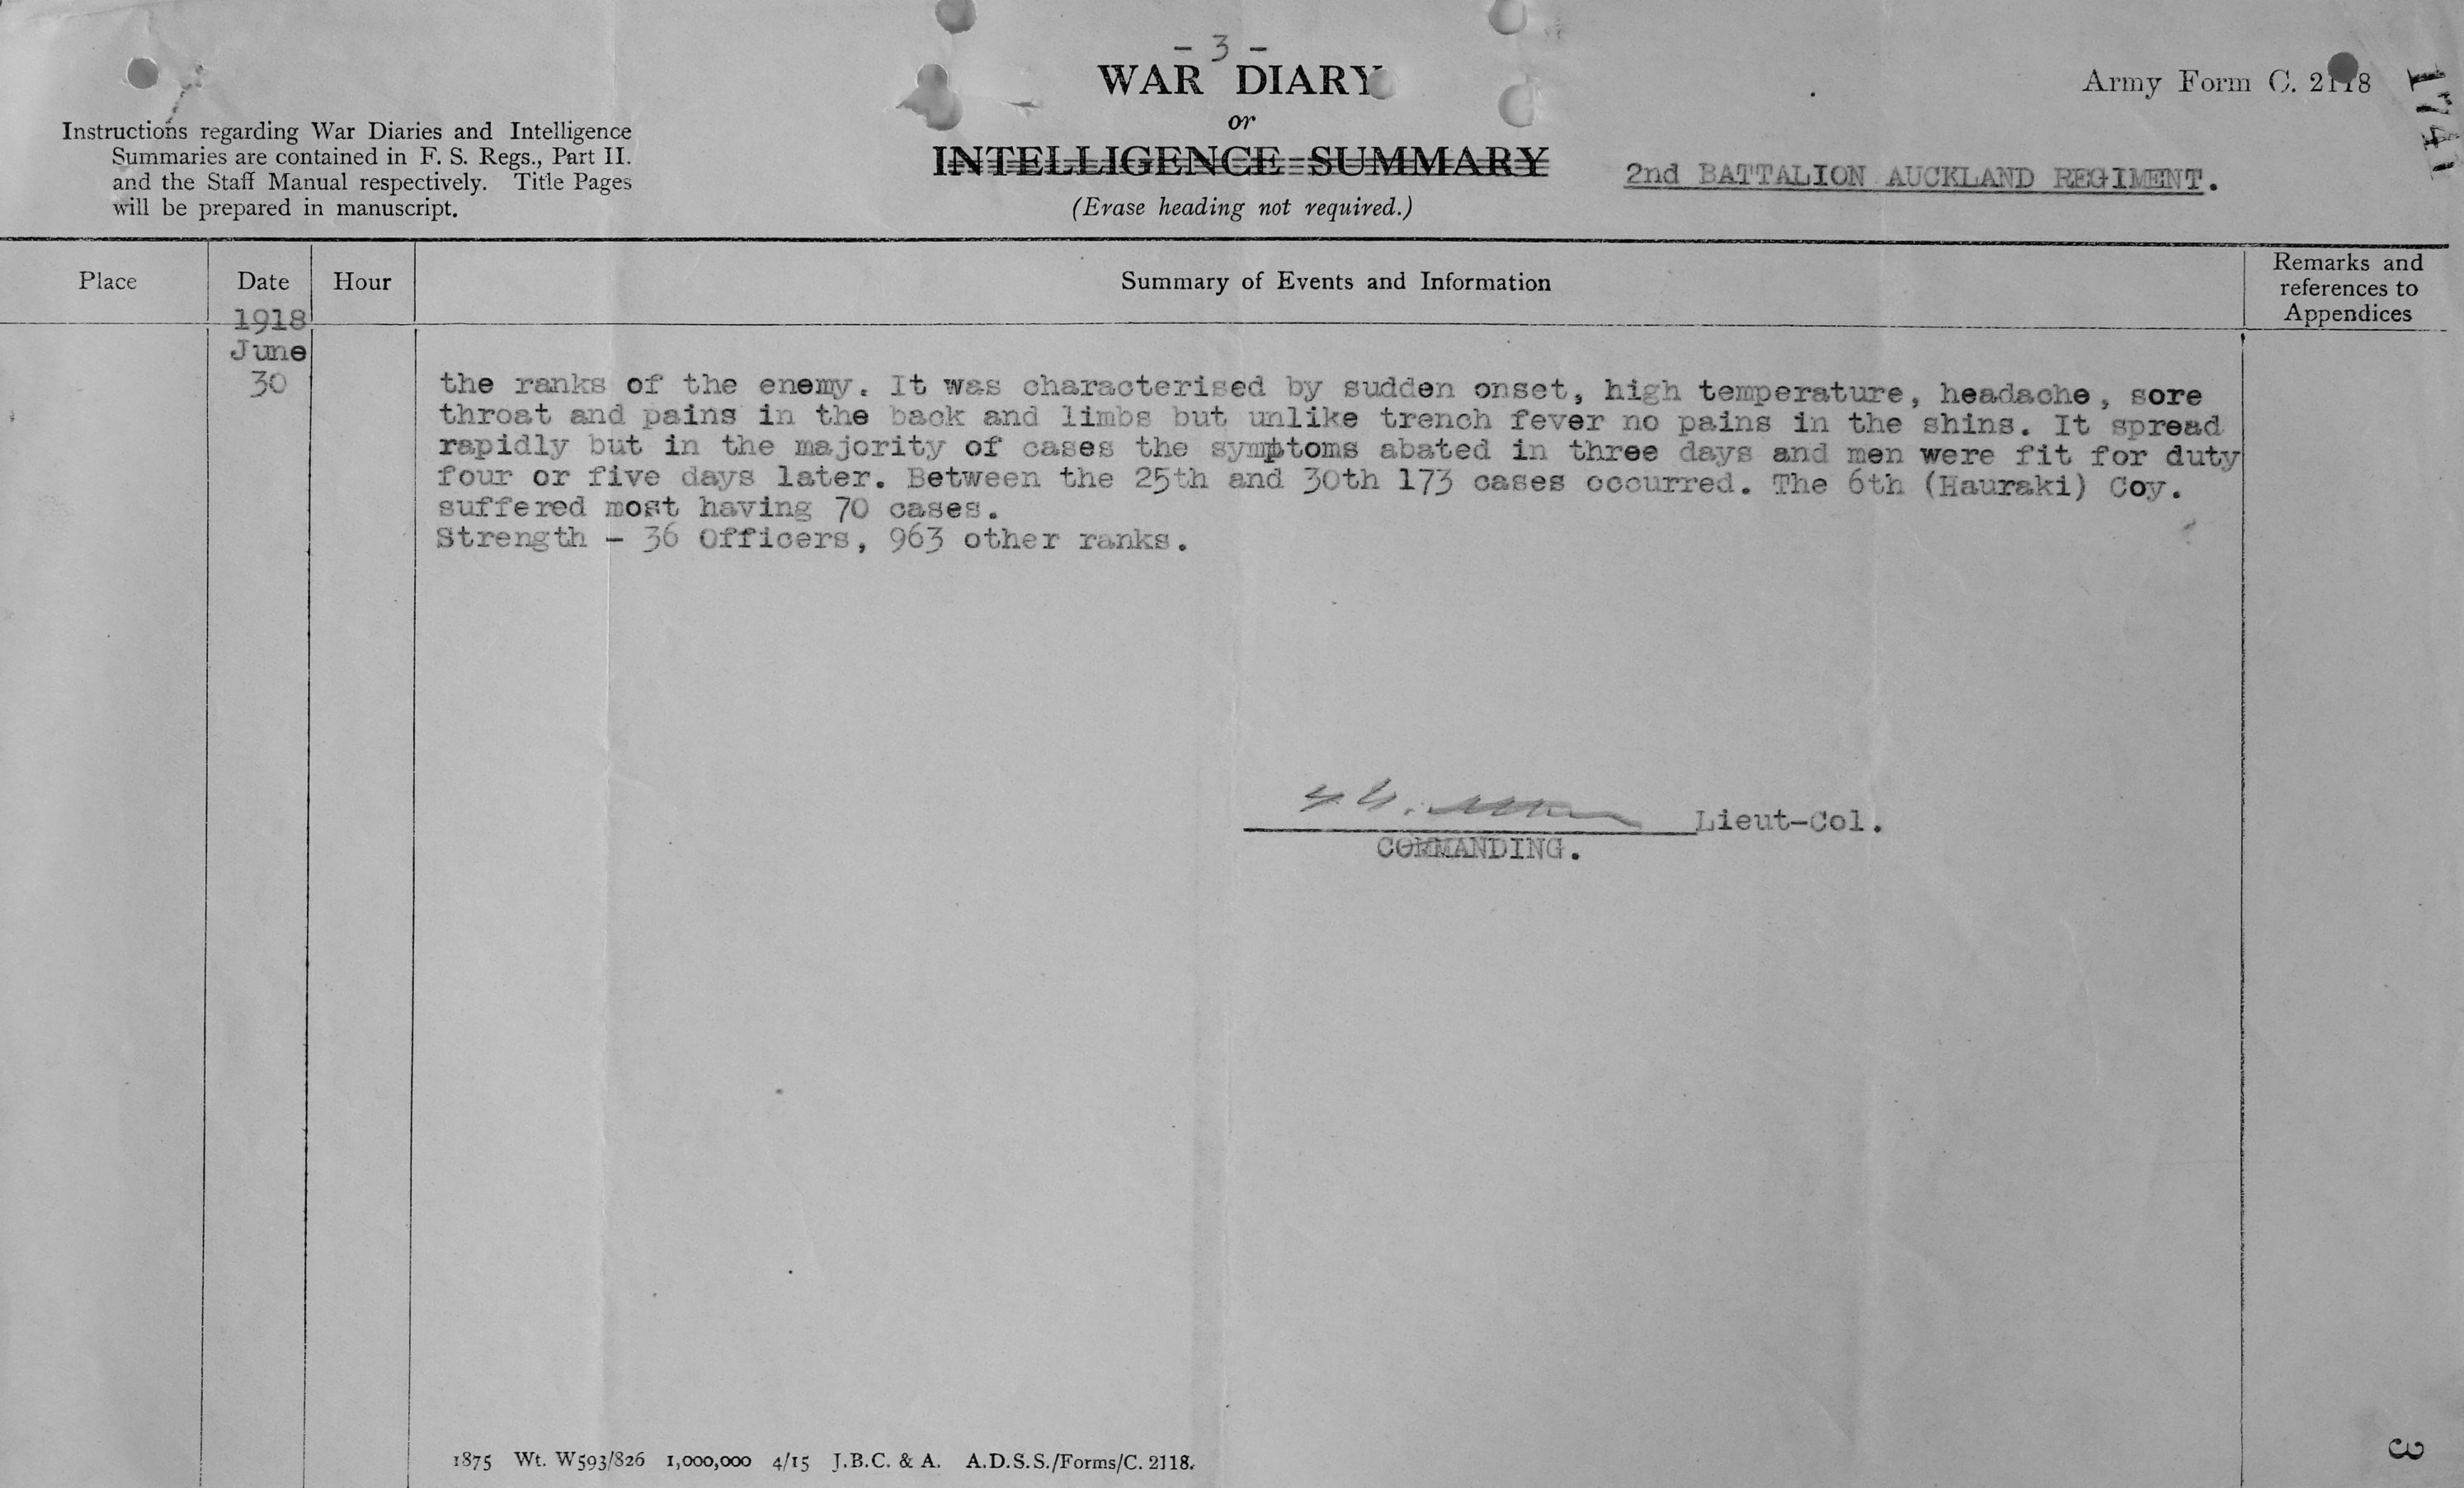 - 3 -
WAR DIARY
or
INTELLIGENCE SUMMARY
(Erase heading not required.)
Army Form C. 2118
Instructions regarding War Diaries and Intelligence
Summaries are contained in F. S. Regs., Part II.
and the Staff Manual respectively. Title Pages
will be prepared in manuscript.
2nd BATTALION AUCKLAND REGIMENT.
Place
Date
Hour
Summary of Events and Information
Remarks and
references to
Appendices
1918
June
30
the ranks of the enemy. It was characterised by sudden onset, high temperature, headache, sore
throat and pains in the back and limbs but unlike trench fever no pains in the shins. It spread
rapidly but in the majority of cases the symptoms abated in three days and men were fit for duty
four or five days later. Between the 25th and 30th 173 cases occurred. The 6th (Hauraki) Coy.
suffered most having 70 cases.
Strength - 36 Officers, 963 other ranks.
Lieut-Col.
COMMANDING.
1875 Wt. W593/826 1,000,000 4/15 J.B.C. & A. A.D.S.S./Forms/C. 2118.
3